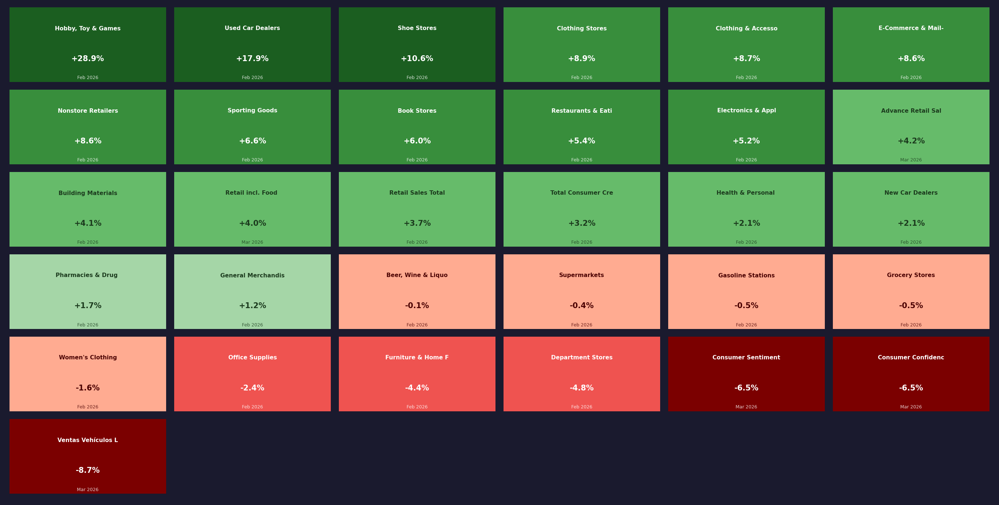 Hobby, Toy & Games
+28.9%
Feb 2026
Used Car Dealers
+17.9%
Feb 2026
Shoe Stores
+10.6%
Feb 2026
Clothing Stores
+8.9%
Feb 2026
Clothing & Accesso
+8.7%
Feb 2026
E-Commerce & Mail-
+8.6%
Feb 2026
Nonstore Retailers
+8.6%
Feb 2026
Sporting Goods
+6.6%
Feb 2026
Book Stores
+6.0%
Feb 2026
Restaurants & Eati
+5.4%
Feb 2026
Electronics & Appl
+5.2%
Feb 2026
Advance Retail Sal
+4.2%
Mar 2026
Building Materials
+4.1%
Feb 2026
Retail incl. Food
+4.0%
Mar 2026
Retail Sales Total
+3.7%
Feb 2026
Total Consumer Cre
+3.2%
Feb 2026
Health & Personal
+2.1%
Feb 2026
New Car Dealers
+2.1%
Feb 2026
Pharmacies & Drug
+1.7%
Feb 2026
General Merchandis
+1.2%
Feb 2026
Beer, Wine & Liquo
-0.1%
Feb 2026
Supermarkets
-0.4%
Feb 2026
Gasoline Stations
-0.5%
Feb 2026
Grocery Stores
-0.5%
Feb 2026
Women's Clothing
-1.6%
Feb 2026
Office Supplies
-2.4%
Feb 2026
Furniture & Home F
-4.4%
Feb 2026
Department Stores
-4.8%
Feb 2026
Consumer Sentiment
-6.5%
Mar 2026
Consumer Confidenc
-6.5%
Mar 2026
Ventas Vehículos L
-8.7%
Mar 2026